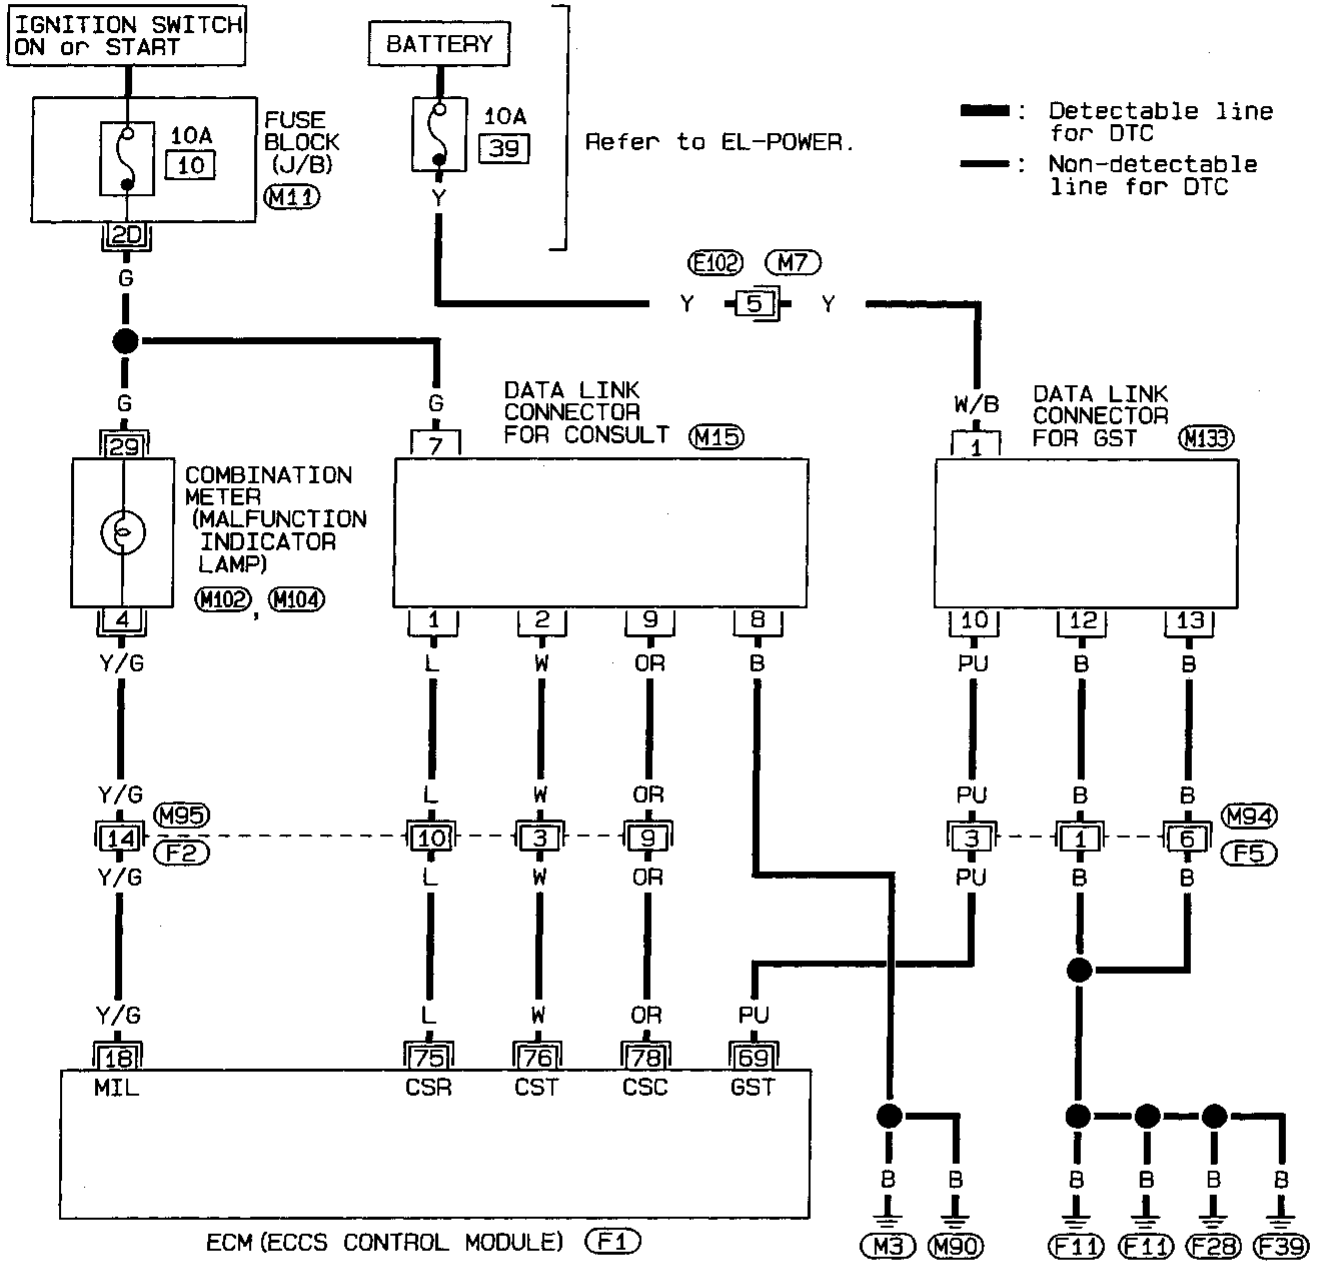 IGNITION SWITCH
ON or START
BATTERY
10A
10
FUSE
BLOCK
(J/B)
M11
10A
39
Refer to EL-POWER.
: Detectable line
for DTC
: Non-detectable
line for DTC
2D
Y
G
E102 M7
Y 5 Y
G
29
G
7
DATA LINK
CONNECTOR
FOR CONSULT M15
W/B
1
DATA LINK
CONNECTOR
FOR GST M133
COMBINATION
METER
(MALFUNCTION
INDICATOR
LAMP)
M102 , M104
4 1 2 9 8 10 12 13
Y/G L W OR B PU B B
Y/G L W OR PU B B
M95 M94
14 10 3 9 3 1 6
F2 F5
Y/G L W OR PU B B
Y/G L W OR PU
18 75 76 78 69
MIL CSR CST CSC GST
B B B B B B
ECM (ECCS CONTROL MODULE) F1
M3 M90 F11 F11 F28 F39